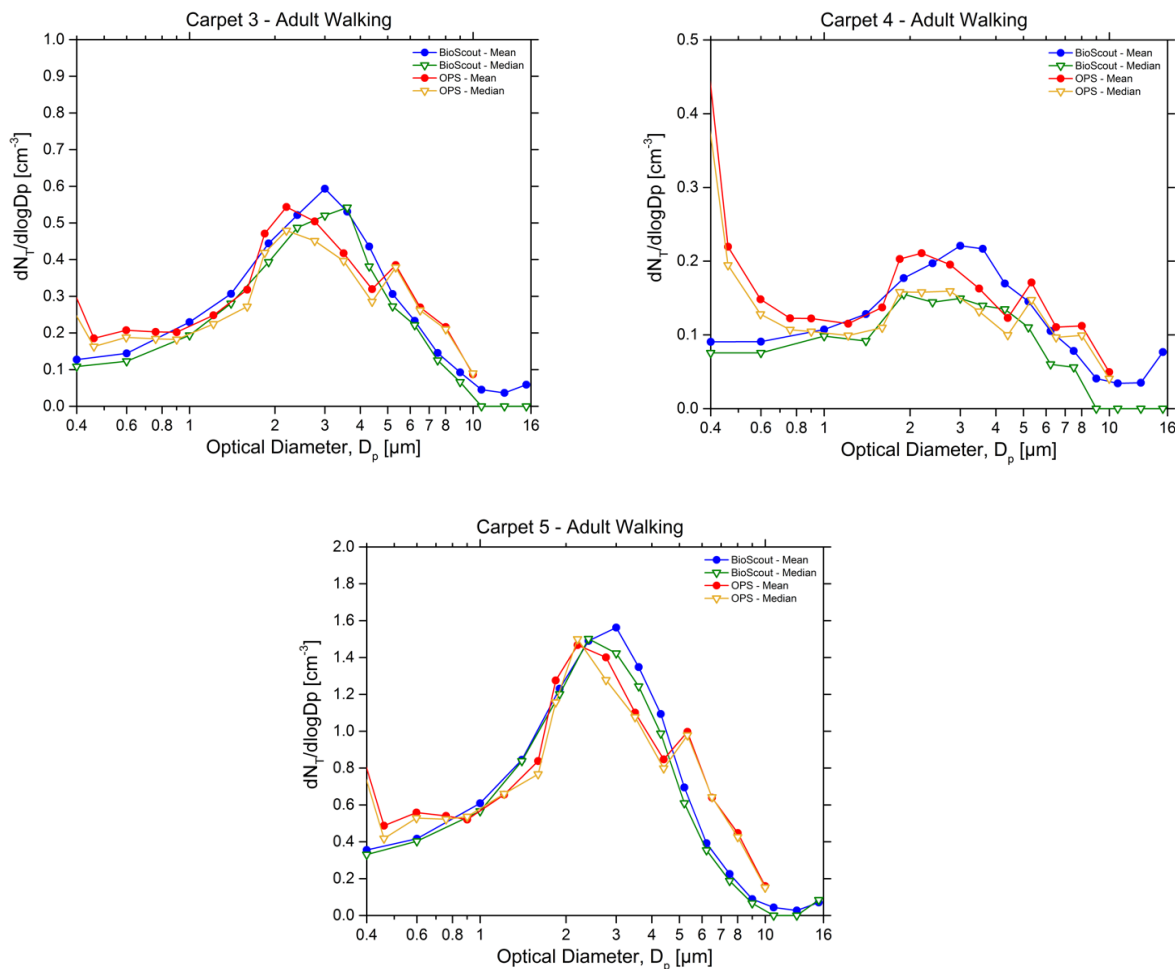 Carpet 3 - Adult Walking
1.0
0.9
0.8
0.7
0.6
0.5
0.4
0.3
0.2
0.1
0.0
dN_T/dlogDp [cm⁻³]
BioScout - Mean
BioScout - Median
OPS - Mean
OPS - Median
0.4 0.6 0.8 1 2 3 4 5 6 7 8 10 16
Optical Diameter, D_p [µm]
Carpet 4 - Adult Walking
0.5
0.4
0.3
0.2
0.1
0.0
dN_T/dlogDp [cm⁻³]
BioScout - Mean
BioScout - Median
OPS - Mean
OPS - Median
0.4 0.6 0.8 1 2 3 4 5 6 7 8 10 16
Optical Diameter, D_p [µm]
Carpet 5 - Adult Walking
2.0
1.8
1.6
1.4
1.2
1.0
0.8
0.6
0.4
0.2
0.0
dN_T/dlogDp [cm⁻³]
BioScout - Mean
BioScout - Median
OPS - Mean
OPS - Median
0.4 0.6 0.8 1 2 3 4 5 6 7 8 10 16
Optical Diameter, D_p [µm]